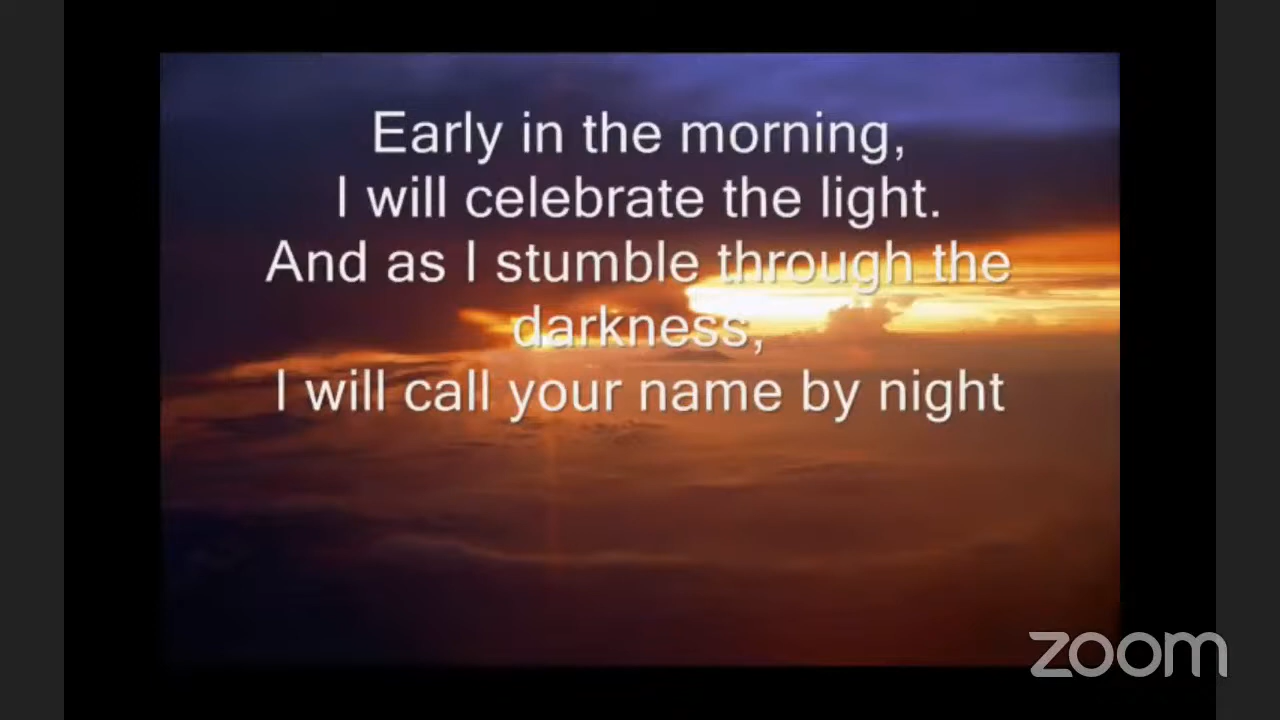 Early in the morning,
I will celebrate the light.
And as I stumble through the
darkness,
I will call your name by night
zoom